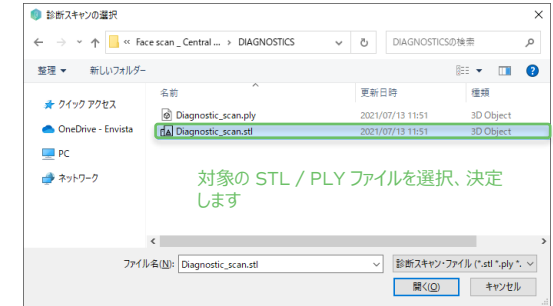 診断スキャンの選択
« Face scan _ Central ... › DIAGNOSTICS
DIAGNOSTICSの検索
整理 ▼ 新しいフォルダー
名前 更新日時 種類
クイック アクセス
Diagnostic_scan.ply 2021/07/13 11:51 3D Object
OneDrive - Envista
Diagnostic_scan.stl 2021/07/13 11:51 3D Object
PC
ネットワーク
対象の STL / PLY ファイルを選択、決定
します
ファイル名(N): Diagnostic_scan.stl 診断スキャン・ファイル (*.stl *.ply *.
開く(O) キャンセル